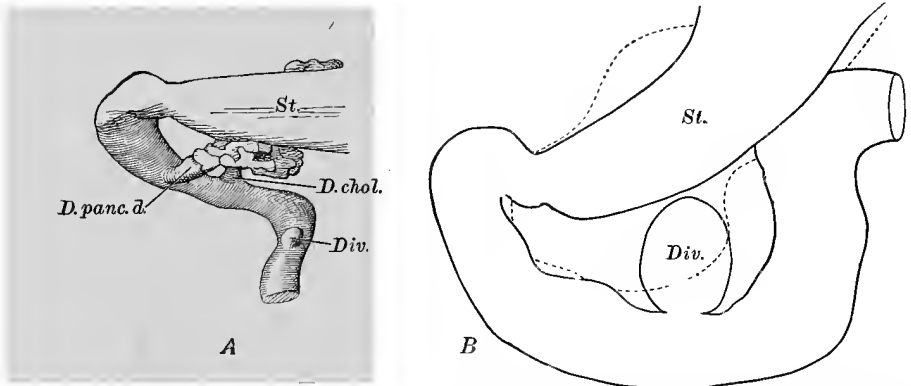 St.
D. chol.
D. panc. d.
Div.
A
St.
Div.
B